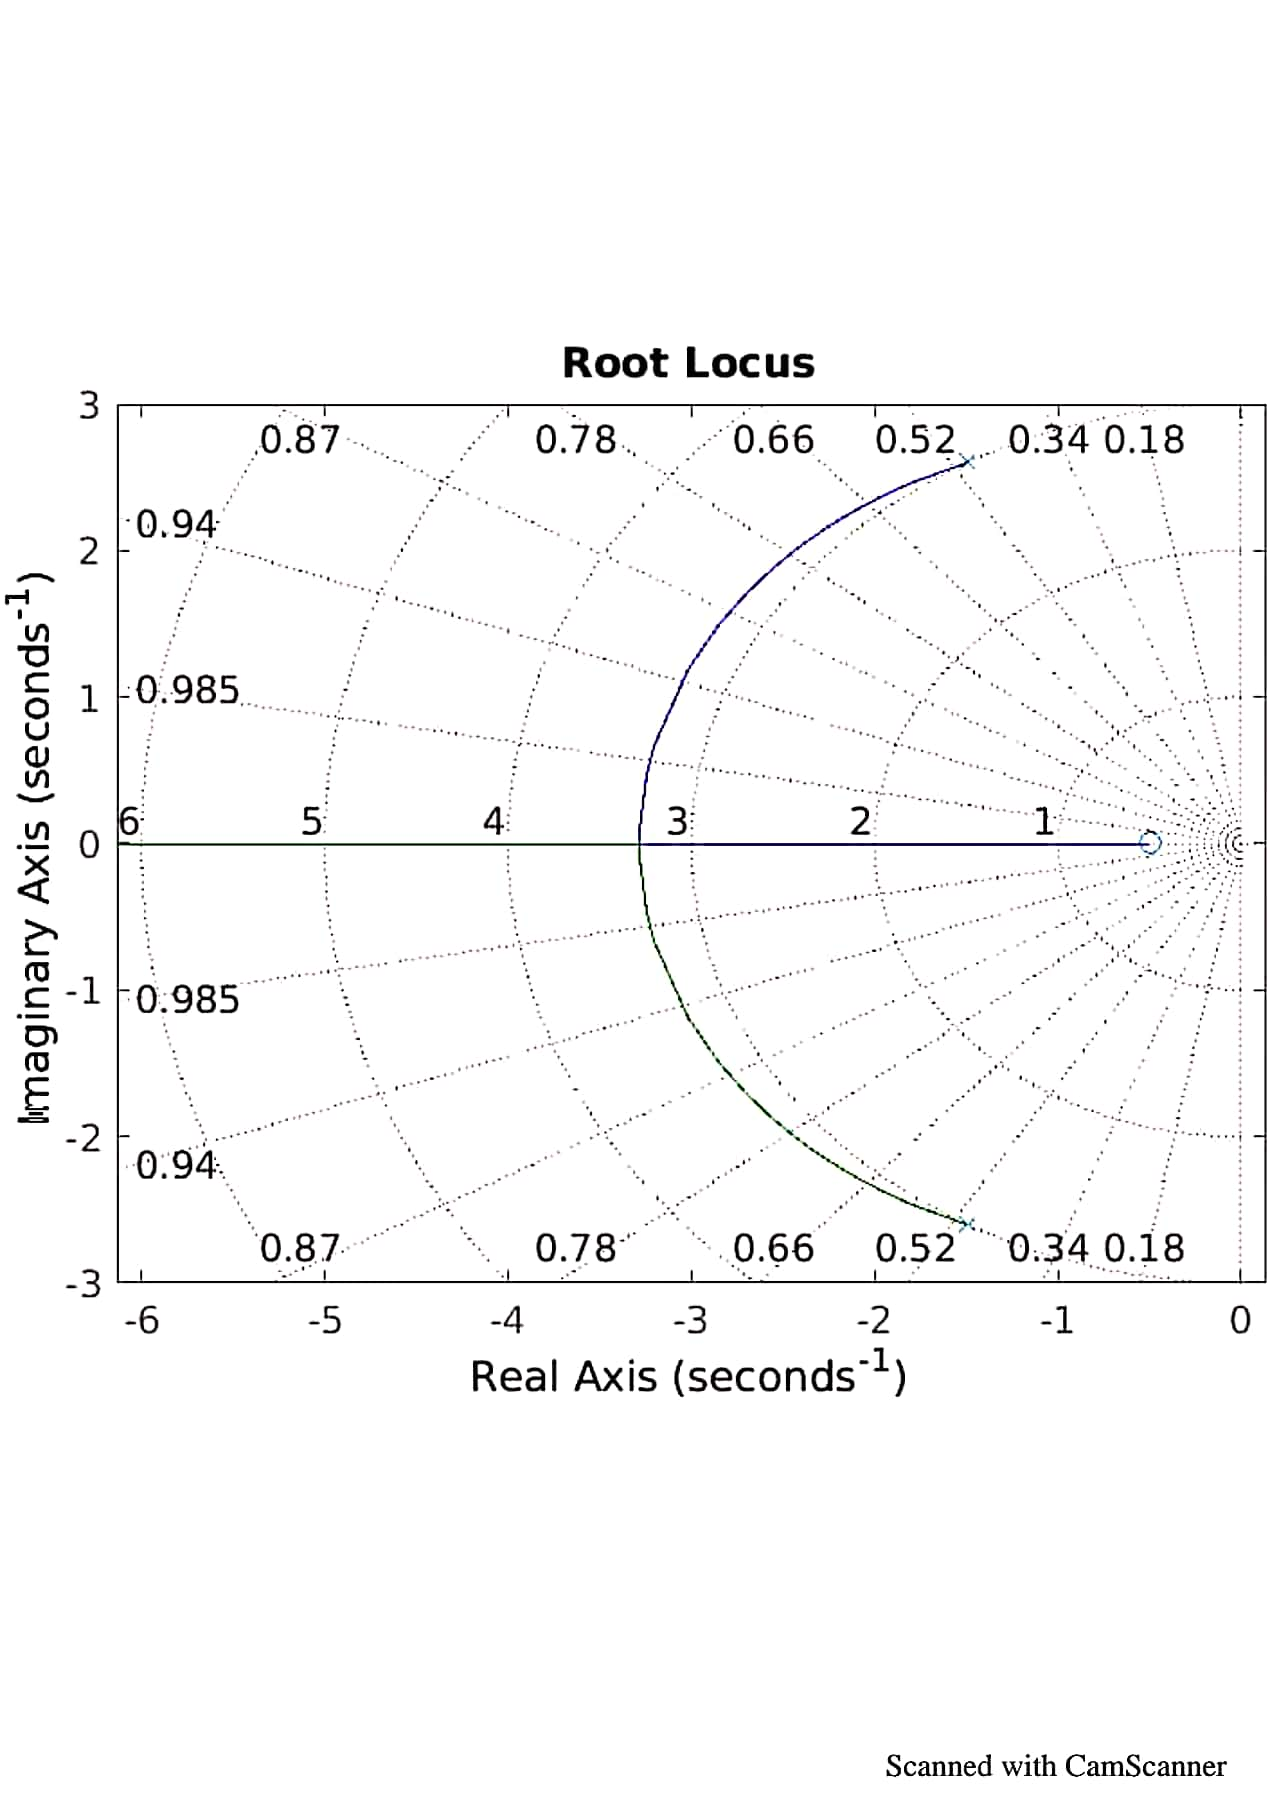 Root Locus
3
0.87 0.78 0.66 0.52 0.34 0.18
0.94
2
1
0.985
6 5 4 3 2 1
0
-1
0.985
-2
0.94
0.87 0.78 0.66 0.52 0.34 0.18
-3
-6 -5 -4 -3 -2 -1 0
Real Axis (seconds-1)
Imaginary Axis (seconds-1)
Scanned with CamScanner